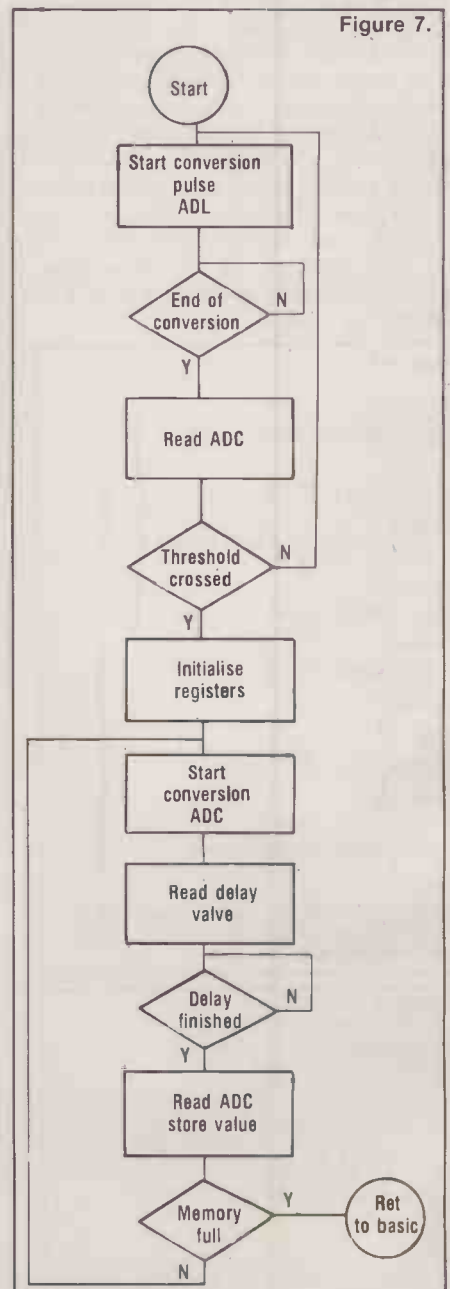 Figure 7.
Start
Start conversion
pulse
ADL
End of
conversion
N
Y
Read ADC
Threshold
crossed
N
Y
Initialise
registers
Start
conversion
ADC
Read delay
valve
Delay
finished
N
Y
Read ADC
store value
Memory
full
Y
Ret
to basic
N